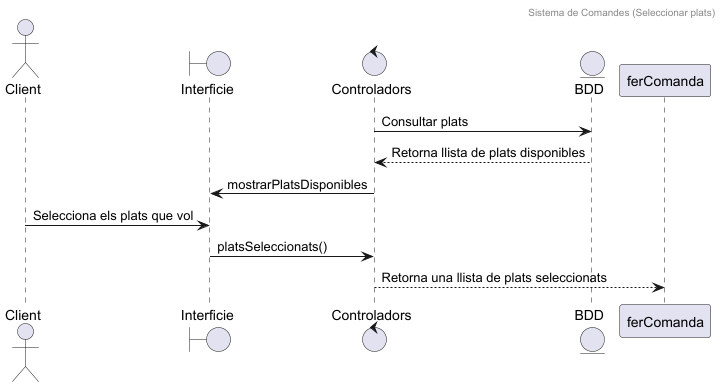 Sistema de Comandes (Seleccionar plats)
Client
Interficie
Controladors
BDD
ferComanda
Consultar plats
Retorna llista de plats disponibles
mostrarPlatsDisponibles
Selecciona els plats que vol
platsSeleccionats()
Retorna una llista de plats seleccionats
Client
Interficie
Controladors
BDD
ferComanda